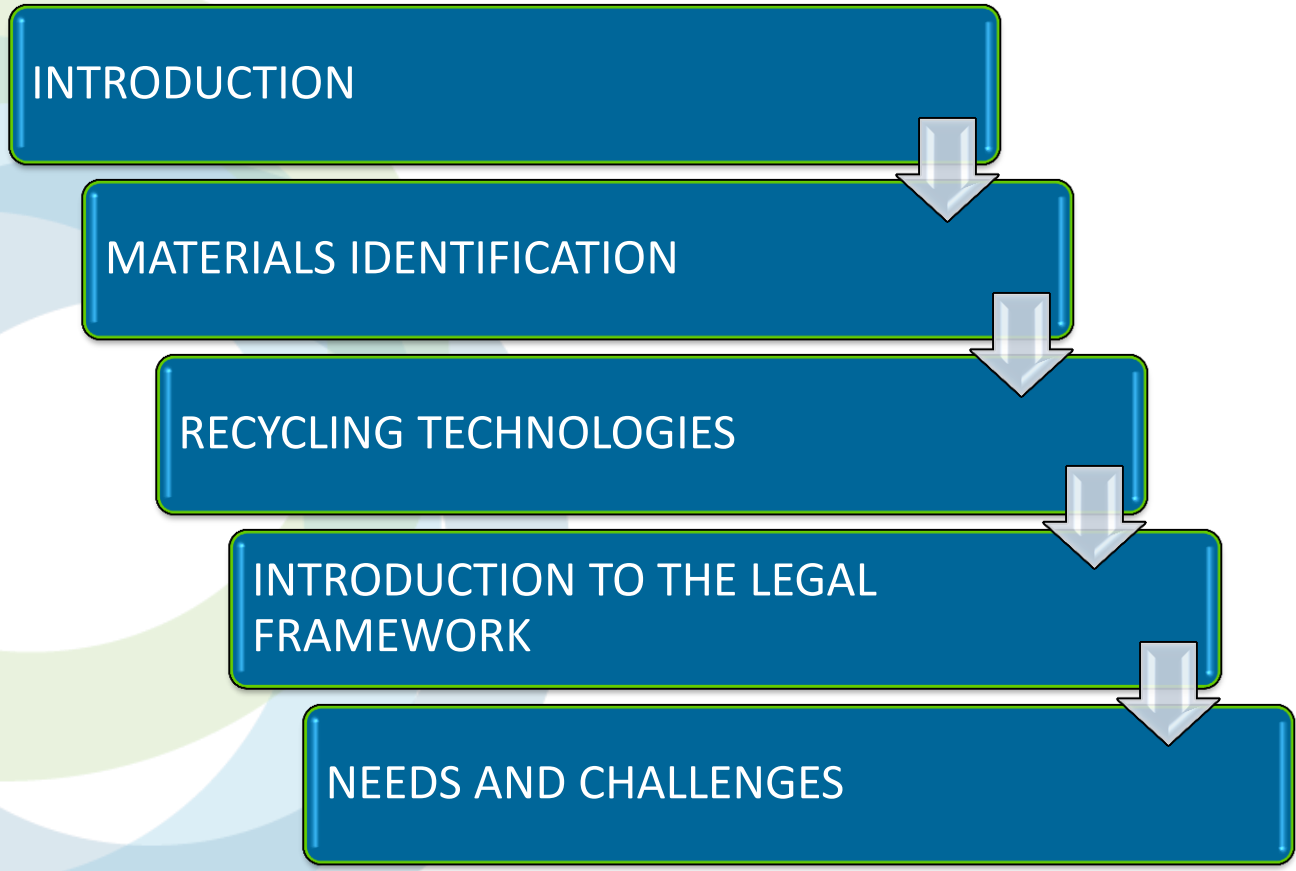 INTRODUCTION
MATERIALS IDENTIFICATION
RECYCLING TECHNOLOGIES
INTRODUCTION TO THE LEGAL
FRAMEWORK
NEEDS AND CHALLENGES